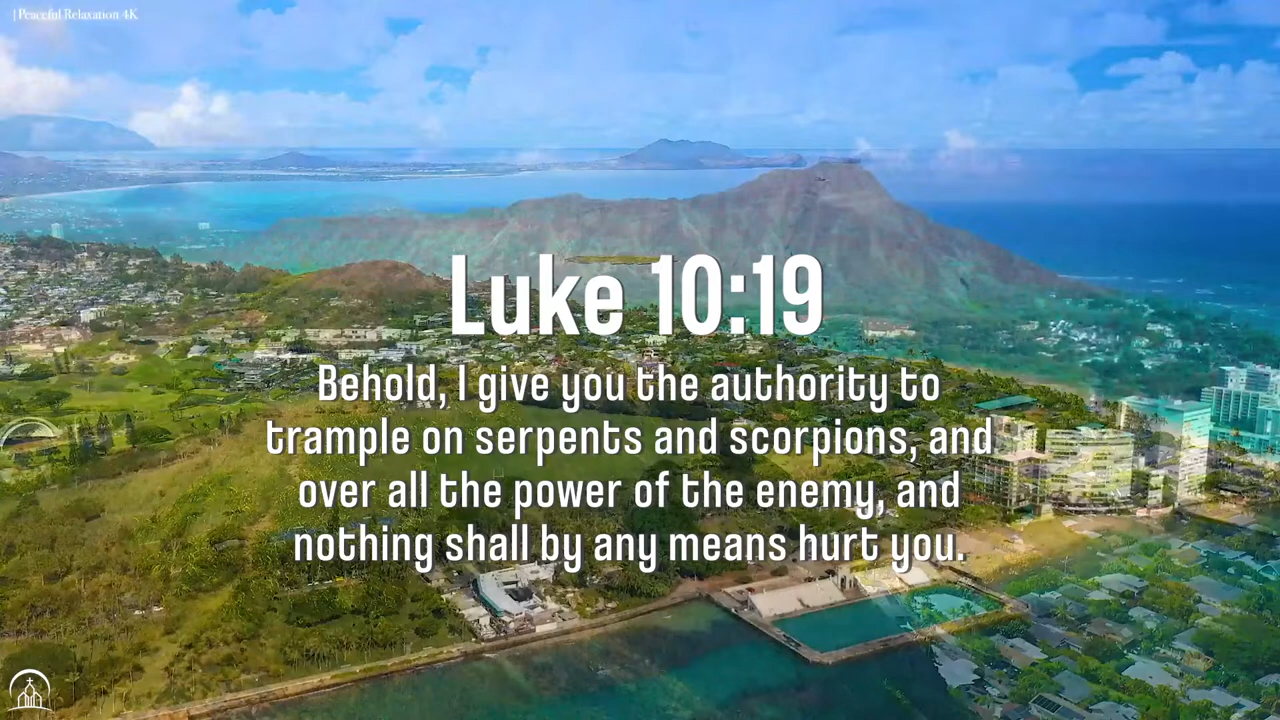 | Peaceful Relaxation 4K
Luke 10:19
Behold, I give you the authority to
trample on serpents and scorpions, and
over all the power of the enemy, and
nothing shall by any means hurt you.